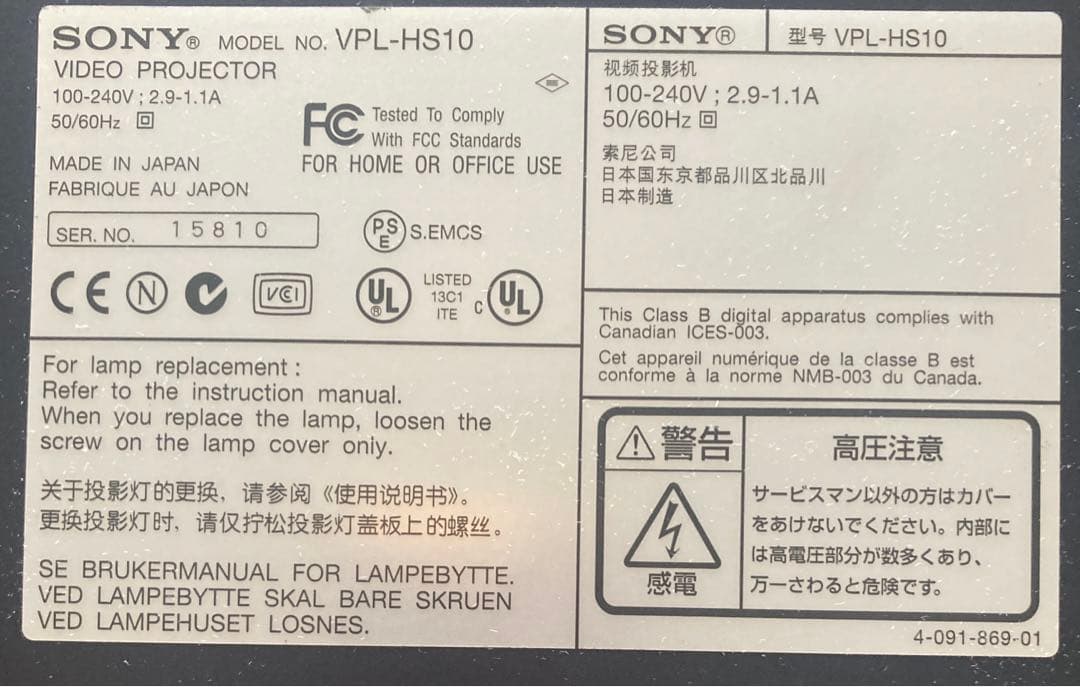 SONY® MODEL NO. VPL-HS10
VIDEO PROJECTOR
100-240V ; 2.9-1.1A
50/60Hz
FC Tested To Comply
With FCC Standards
FOR HOME OR OFFICE USE
MADE IN JAPAN
FABRIQUE AU JAPON
SER. NO. 15810
PSE S.EMCS
CE N VCI UL® LISTED
13C1
ITE
C UL®
For lamp replacement :
Refer to the instruction manual.
When you replace the lamp, loosen the
screw on the lamp cover only.
关于投影灯的更换，请参阅《使用说明书》。
更换投影灯时，请仅拧松投影灯盖板上的螺丝。
SE BRUKERMANUAL FOR LAMPEBYTTE.
VED LAMPEBYTTE SKAL BARE SKRUEN
VED LAMPEHUSET LOSNES.
SONY® 型号 VPL-HS10
视频投影机
100-240V ; 2.9-1.1A
50/60Hz
索尼公司
日本国东京都品川区北品川
日本制造
This Class B digital apparatus complies with
Canadian ICES-003.
Cet appareil numérique de la classe B est
conforme à la norme NMB-003 du Canada.
警告
感電
高圧注意
サービスマン以外の方はカバー
をあけないでください。内部に
は高電圧部分が数多くあり、
万一さわると危険です。
4-091-869-01